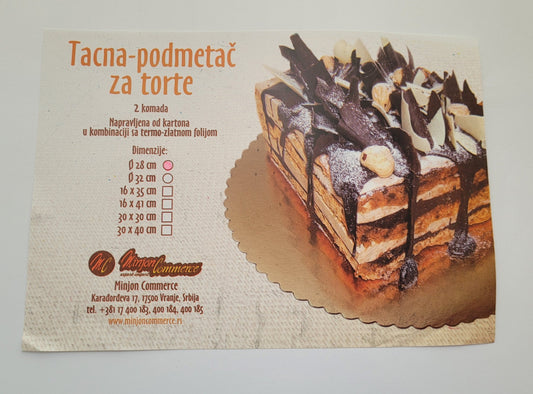 Tacna-podmetač
za torte
2 komada
Napravljena od kartona
u kombinaciji sa termo-zlatnom folijom
Dimenzije:
Ø 28 cm
Ø 32 cm
16 x 35 cm
16 x 41 cm
30 x 30 cm
30 x 40 cm
MC Minjon Commerce
Minjon Commerce
Karađorđeva 17, 17500 Vranje, Srbija
tel. +381 17 400 183, 400 184, 400 185
www.minjoncommerce.rs